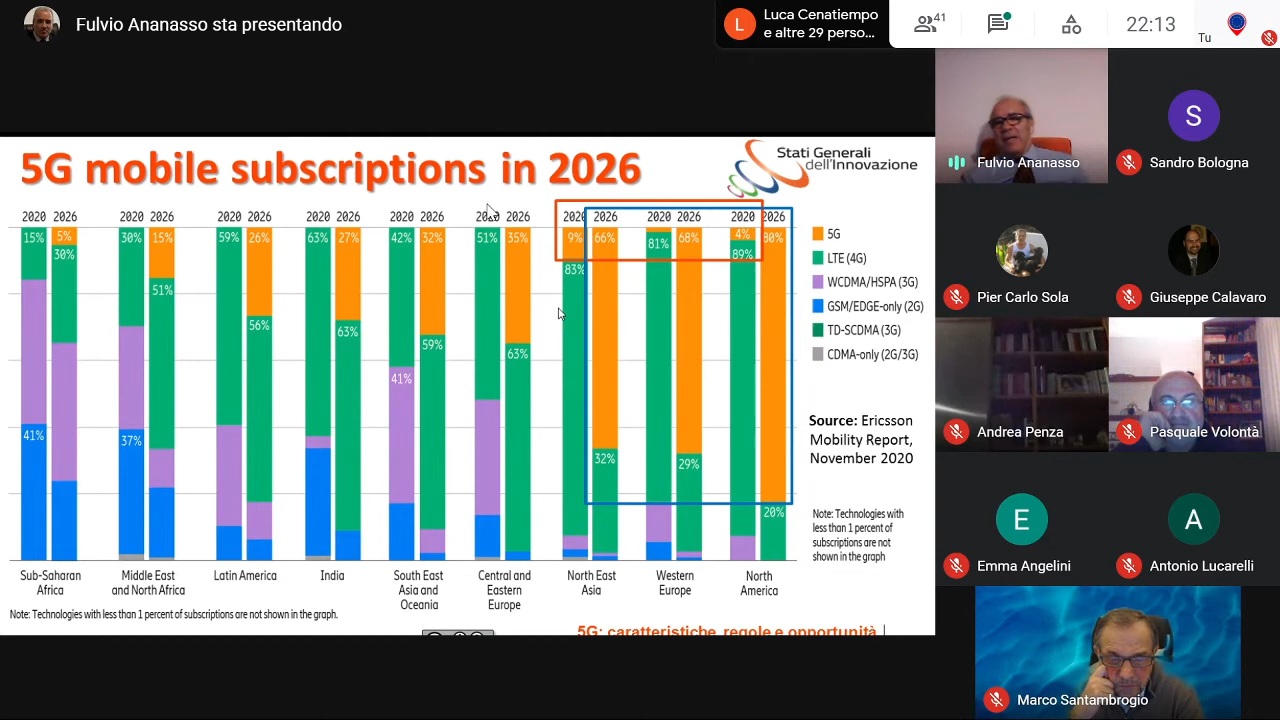 Fulvio Ananasso sta presentando
Luca Cenatiempo
e altre 29 perso...
L
41
22:13
Tu
5G mobile subscriptions in 2026
Stati Generali
dell'Innovazione
2020 2026 2020 2026 2020 2026 2020 2026 2020 2026 2020 2026 2020 2026 2020 2026 2020 2026
15% 5% 30% 15% 59% 26% 63% 27% 42% 32% 51% 35% 9% 66% 81% 68% 4% 80%
30% 51% 56% 63% 59% 63% 83% 89%
41% 37% 41% 32% 29% 20%
5G
LTE (4G)
WCDMA/HSPA (3G)
GSM/EDGE-only (2G)
TD-SCDMA (3G)
CDMA-only (2G/3G)
Source: Ericsson
Mobility Report,
November 2020
Note: Technologies with
less than 1 percent of
subscriptions are not
shown in the graph
Sub-Saharan
Africa
Middle East
and North Africa
Latin America
India
South East
Asia and
Oceania
Central and
Eastern
Europe
North East
Asia
Western
Europe
North
America
Note: Technologies with less than 1 percent of subscriptions are not shown in the graph.
5G: caratteristiche, regole e opportunità |
Fulvio Ananasso
S
Sandro Bologna
Pier Carlo Sola
Giuseppe Calavaro
Andrea Penza
Pasquale Volontà
E
Emma Angelini
A
Antonio Lucarelli
Marco Santambrogio